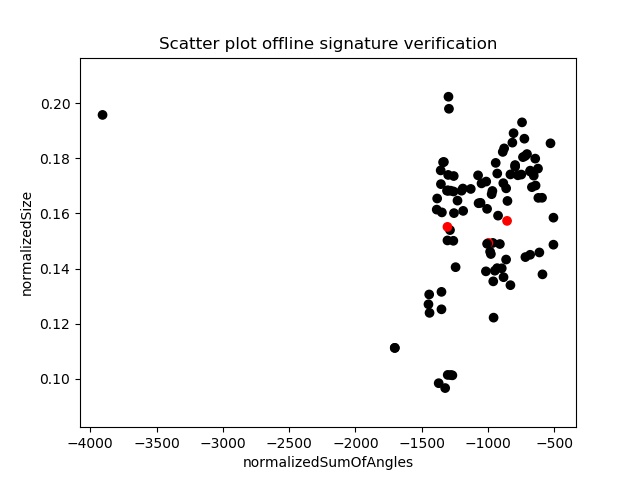 Scatter plot offline signature verification
normalizedSize
0.20
0.18
0.16
0.14
0.12
0.10
−4000 −3500 −3000 −2500 −2000 −1500 −1000 −500
normalizedSumOfAngles